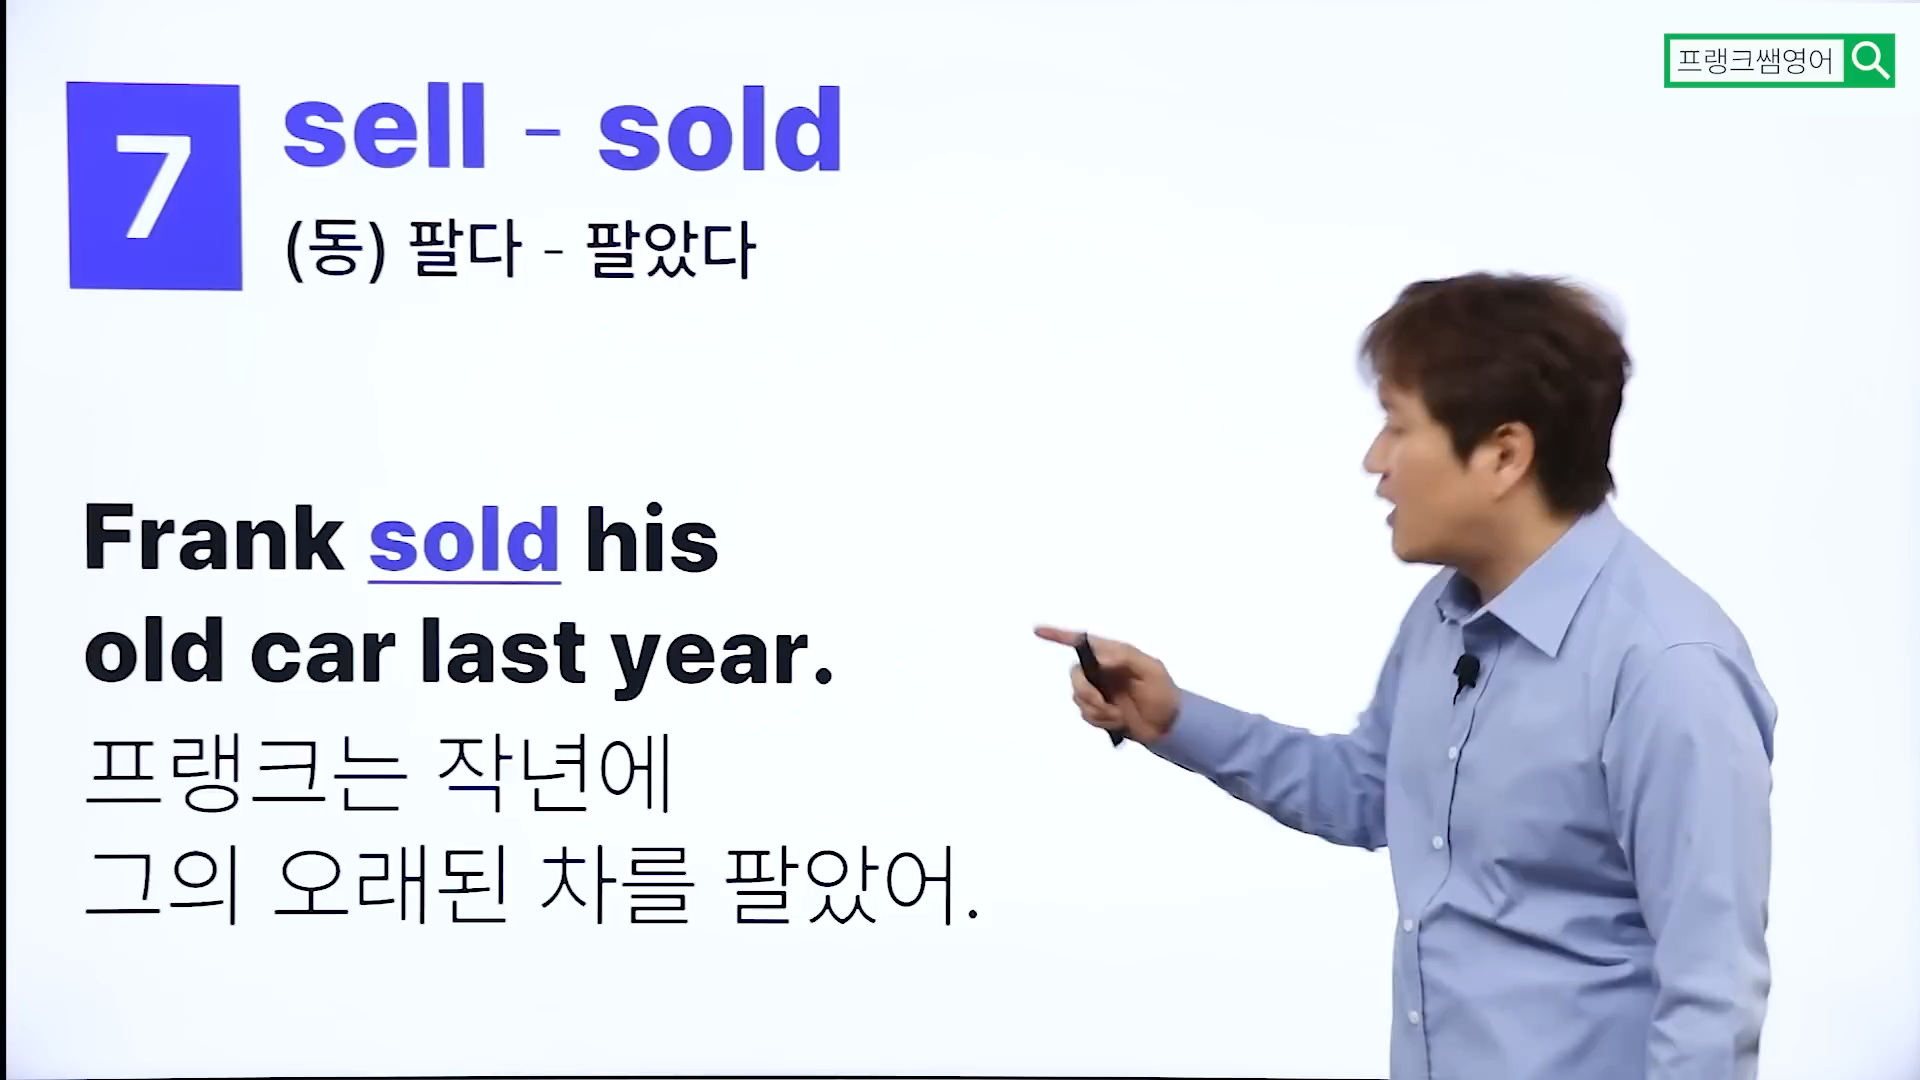 프랭크쌤영어
7
sell - sold
(동) 팔다 - 팔았다
Frank sold his
old car last year.
프랭크는 작년에
그의 오래된 차를 팔았어.